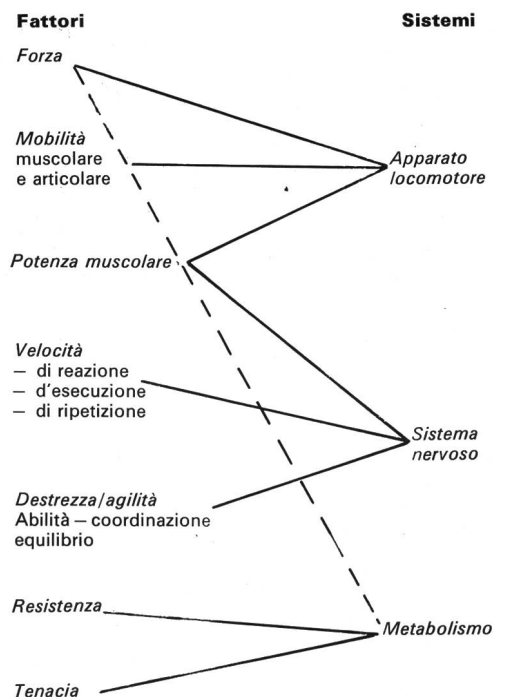 Fattori
Sistemi
Forza
Mobilità
muscolare
e articolare
Apparato
locomotore
Potenza muscolare
Velocità
— di reazione
— d'esecuzione
— di ripetizione
Sistema
nervoso
Destrezza/agilità
Abilità — coordinazione
equilibrio
Resistenza
Metabolismo
Tenacia